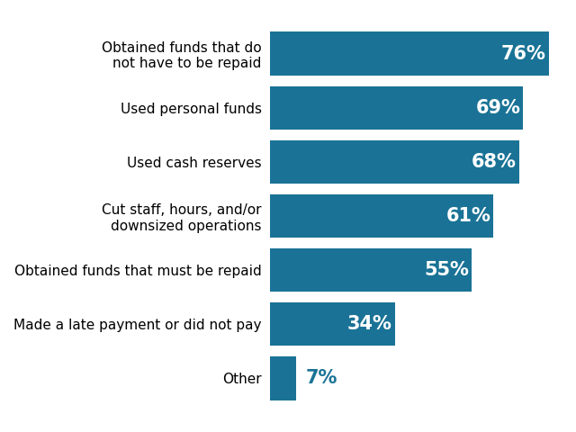 Obtained funds that do
not have to be repaid
76%
Used personal funds
69%
Used cash reserves
68%
Cut staff, hours, and/or
downsized operations
61%
Obtained funds that must be repaid
55%
Made a late payment or did not pay
34%
Other
7%